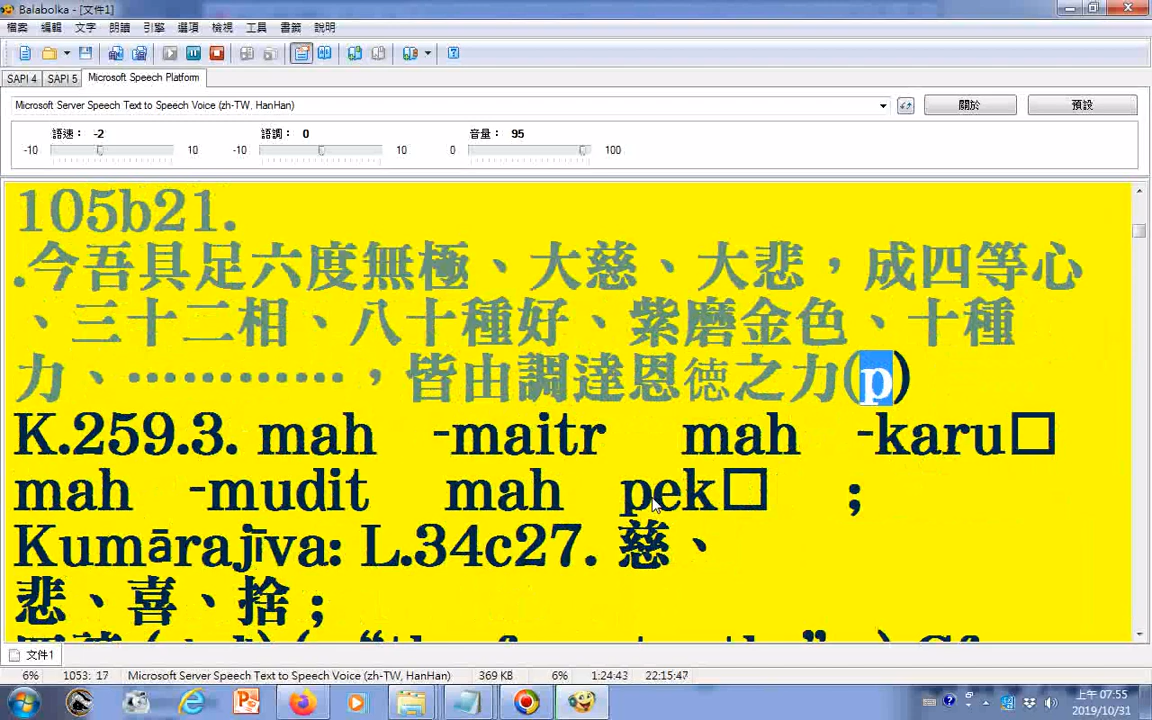 Balabolka - [文件1]
檔案 編輯 文字 朗讀 引擎 選項 檢視 工具 書籤 說明
SAPI 4 SAPI 5 Microsoft Speech Platform
Microsoft Server Speech Text to Speech Voice (zh-TW, HanHan) 關於 預設
語速： -2 語調： 0 音量： 95
-10 10 -10 10 0 100
105b21.
.今吾具足六度無極、大慈、大悲，成四等心
、三十二相、八十種好、紫磨金色、十種
力、…………，皆由調達恩徳之力(p)
K.259.3. mah -maitr mah -karu□
mah -mudit mah pek□ ；
Kumārajīva: L.34c27. 慈、
悲、喜、捨；
文件1
6% 1053: 17 Microsoft Server Speech Text to Speech Voice (zh-TW, HanHan) 369 KB 6% 1:24:43 22:15:47
上午 07:55
2019/10/31